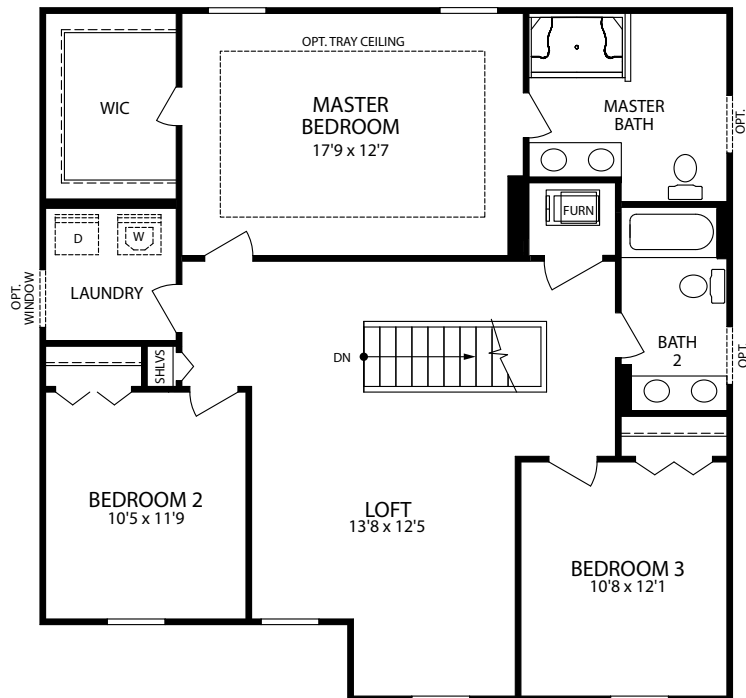 OPT. TRAY CEILING
WIC
MASTER
BEDROOM
17'9 x 12'7
MASTER
BATH
OPT.
FURN
D
W
LAUNDRY
OPT.
WINDOW
SHLVS
DN
BATH
2
OPT.
BEDROOM 2
10'5 x 11'9
LOFT
13'8 x 12'5
BEDROOM 3
10'8 x 12'1